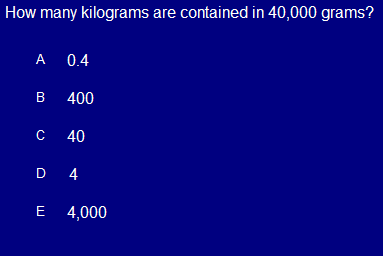 How many kilograms are contained in 40,000 grams?
A 0.4
B 400
C 40
D 4
E 4,000